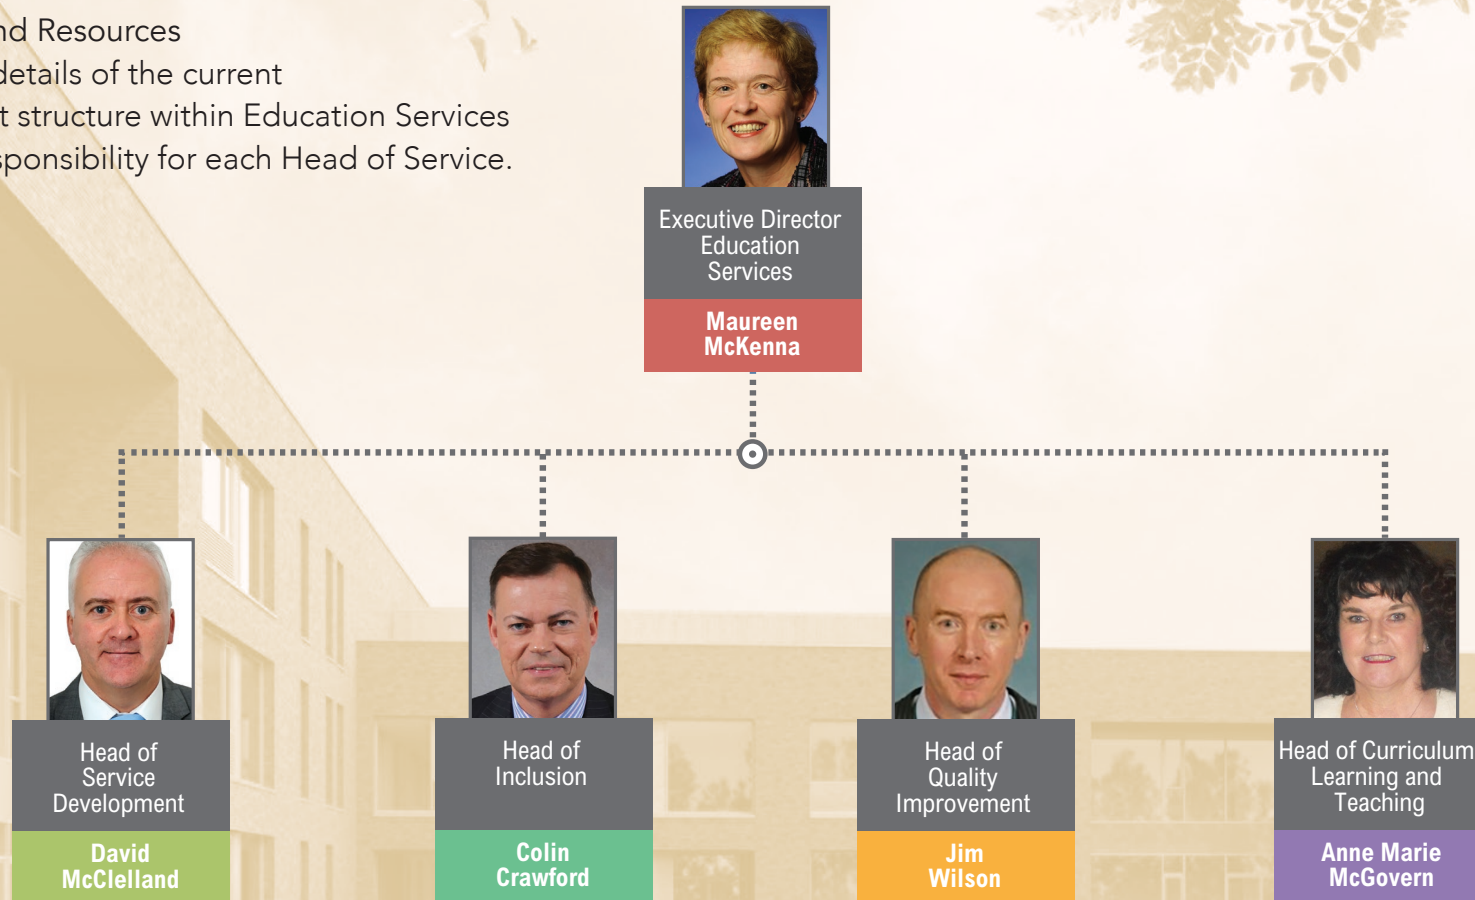 nd Resources
details of the current
t structure within Education Services
sponsibility for each Head of Service.
Executive Director
Education
Services
Maureen
McKenna
Head of
Service
Development
David
McClelland
Head of
Inclusion
Colin
Crawford
Head of
Quality
Improvement
Jim
Wilson
Head of Curriculum
Learning and
Teaching
Anne Marie
McGovern